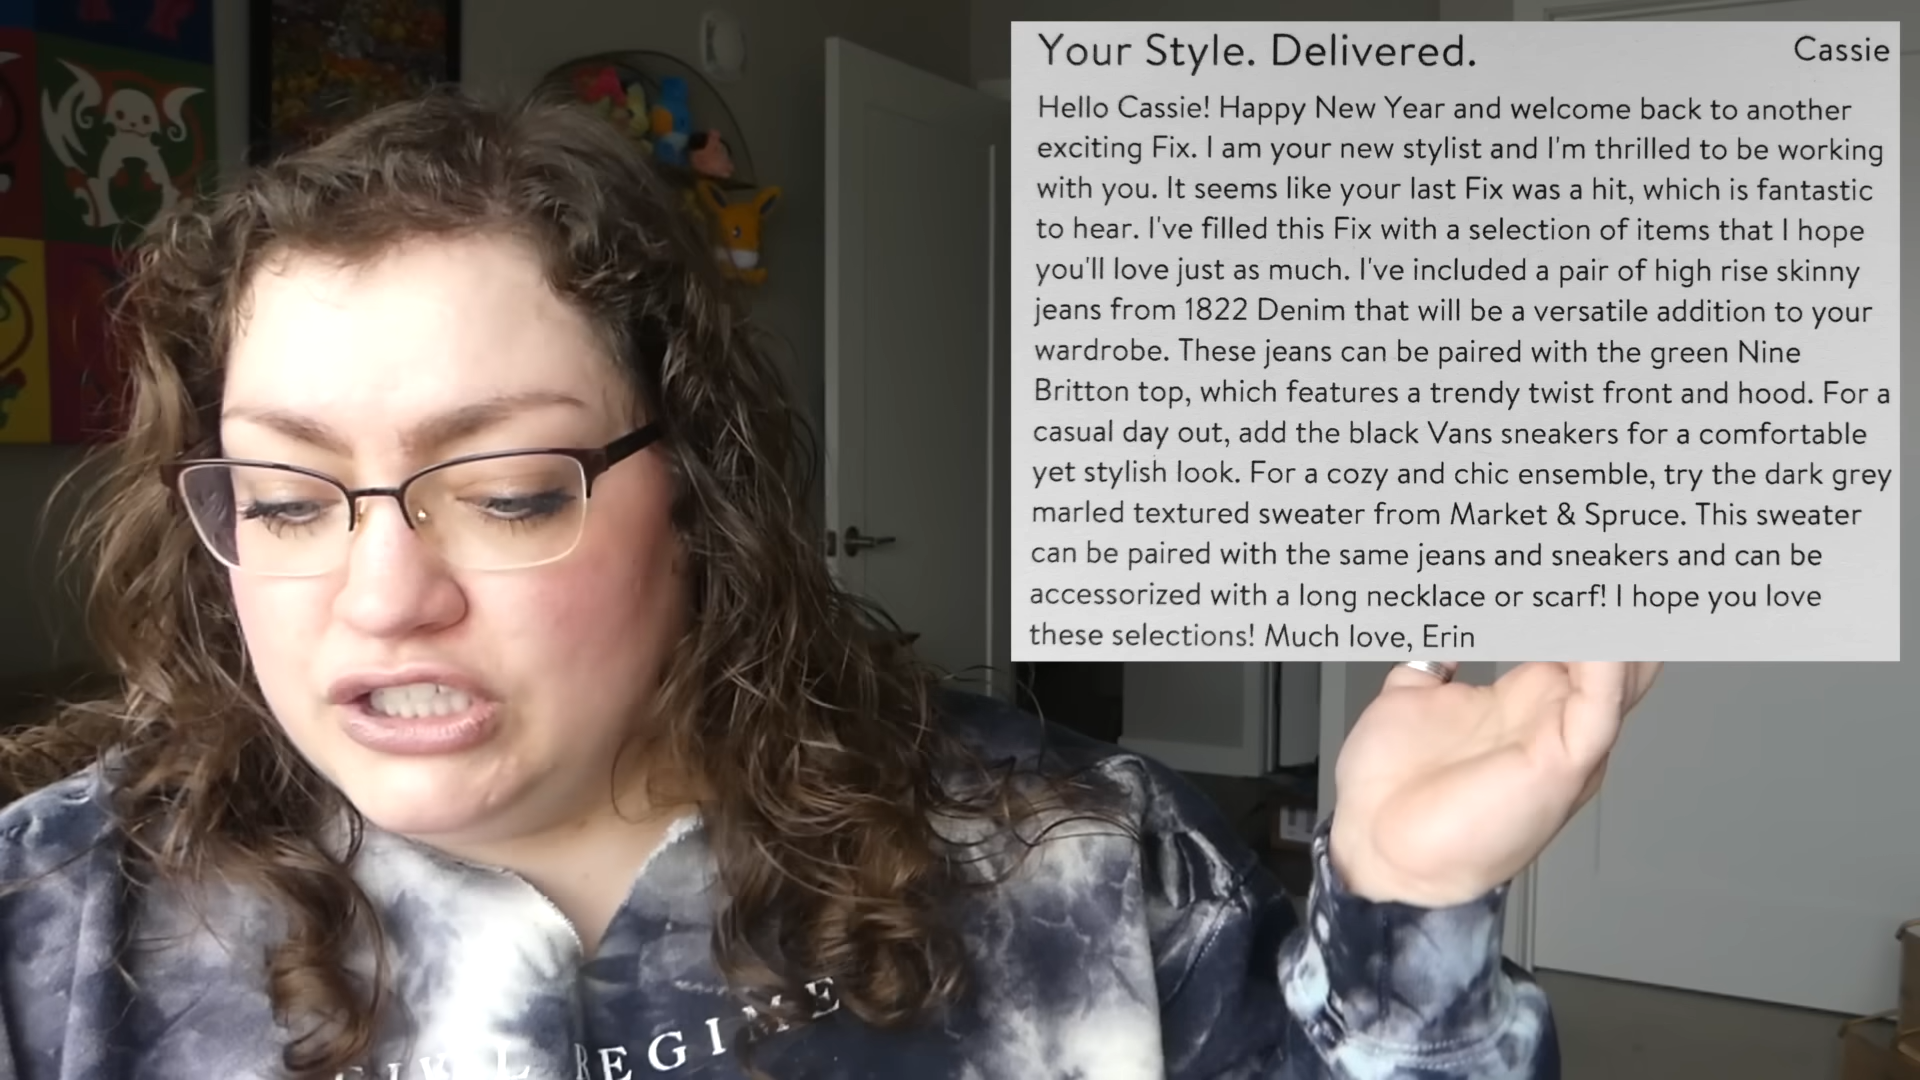 Your Style. Delivered.
Cassie
Hello Cassie! Happy New Year and welcome back to another
exciting Fix. I am your new stylist and I'm thrilled to be working
with you. It seems like your last Fix was a hit, which is fantastic
to hear. I've filled this Fix with a selection of items that I hope
you'll love just as much. I've included a pair of high rise skinny
jeans from 1822 Denim that will be a versatile addition to your
wardrobe. These jeans can be paired with the green Nine
Britton top, which features a trendy twist front and hood. For a
casual day out, add the black Vans sneakers for a comfortable
yet stylish look. For a cozy and chic ensemble, try the dark grey
marled textured sweater from Market & Spruce. This sweater
can be paired with the same jeans and sneakers and can be
accessorized with a long necklace or scarf! I hope you love
these selections! Much love, Erin
REGIME